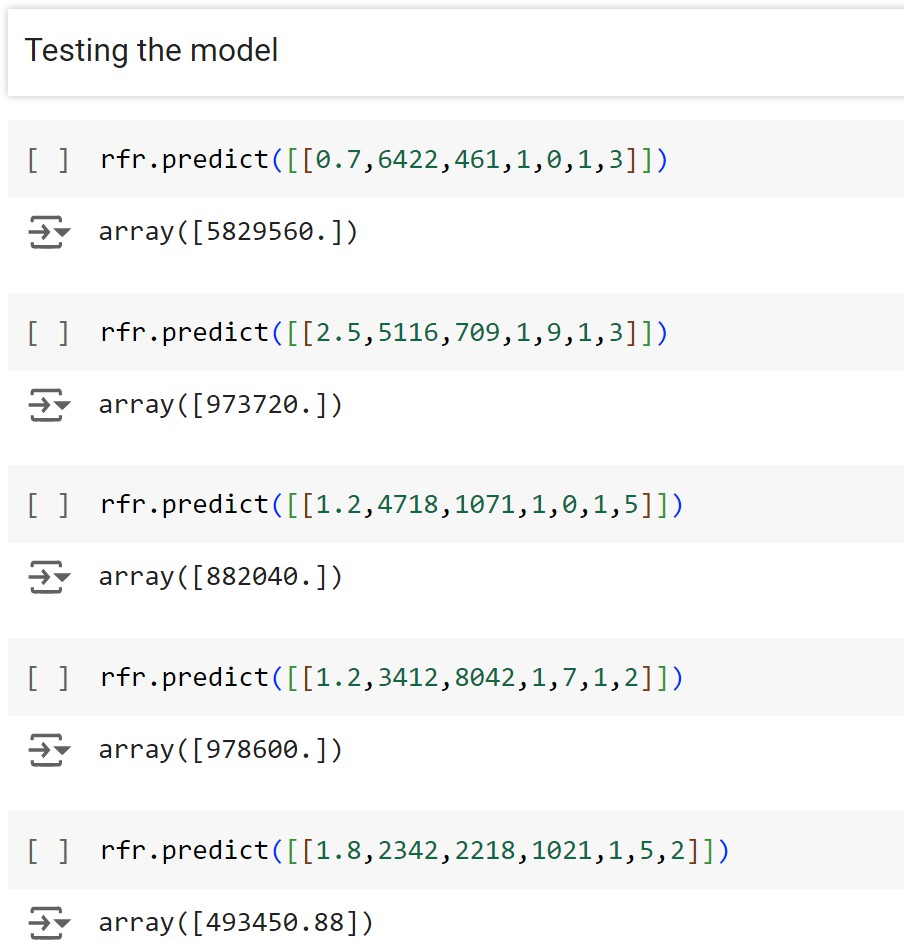 Testing the model
[ ] rfr.predict([[0.7,6422,461,1,0,1,3]])
array([5829560.])
[ ] rfr.predict([[2.5,5116,709,1,9,1,3]])
array([973720.])
[ ] rfr.predict([[1.2,4718,1071,1,0,1,5]])
array([882040.])
[ ] rfr.predict([[1.2,3412,8042,1,7,1,2]])
array([978600.])
[ ] rfr.predict([[1.8,2342,2218,1021,1,5,2]])
array([493450.88])